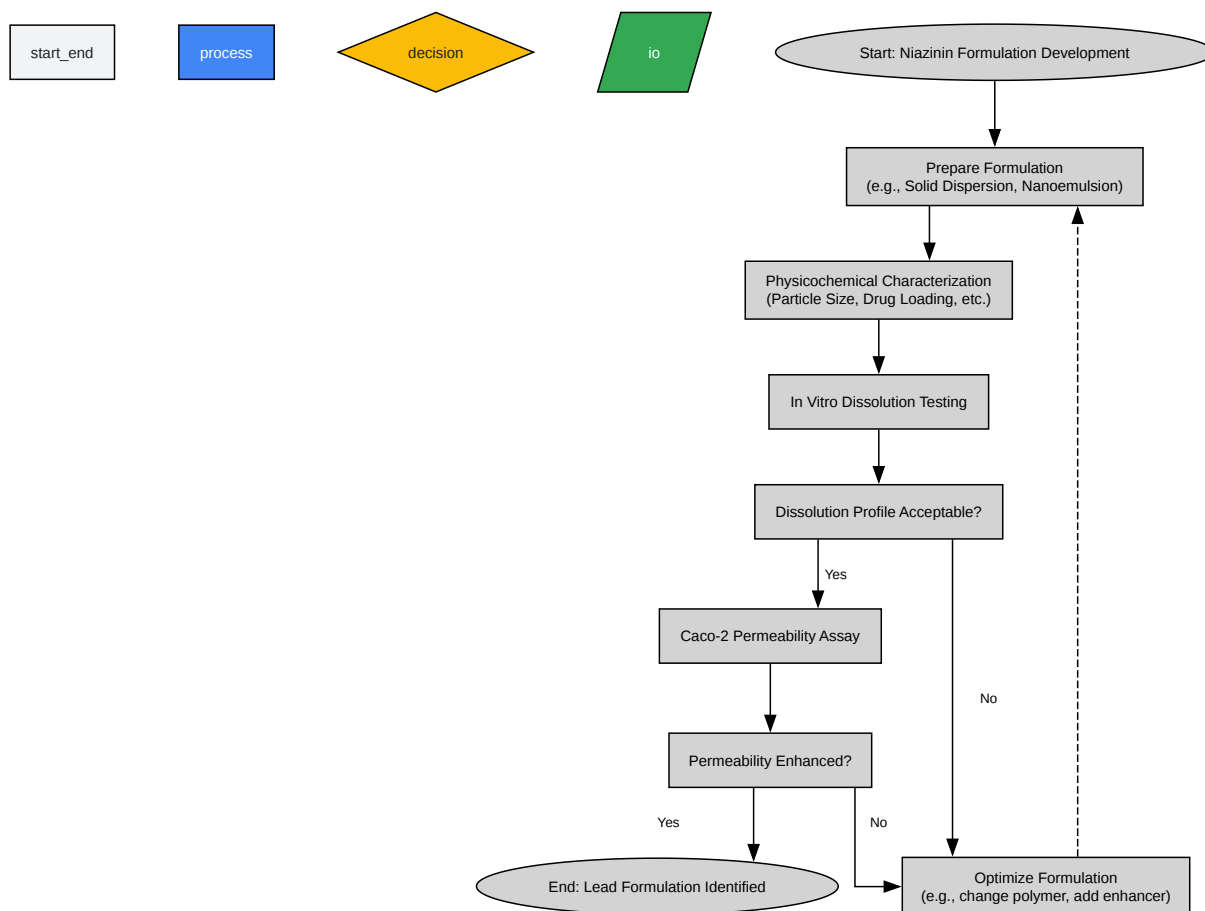 start_end
process
decision
io
Start: Niazinin Formulation Development
Prepare Formulation
(e.g., Solid Dispersion, Nanoemulsion)
Physicochemical Characterization
(Particle Size, Drug Loading, etc.)
In Vitro Dissolution Testing
Dissolution Profile Acceptable?
Yes
Caco-2 Permeability Assay
No
Permeability Enhanced?
Yes
No
End: Lead Formulation Identified
Optimize Formulation
(e.g., change polymer, add enhancer)